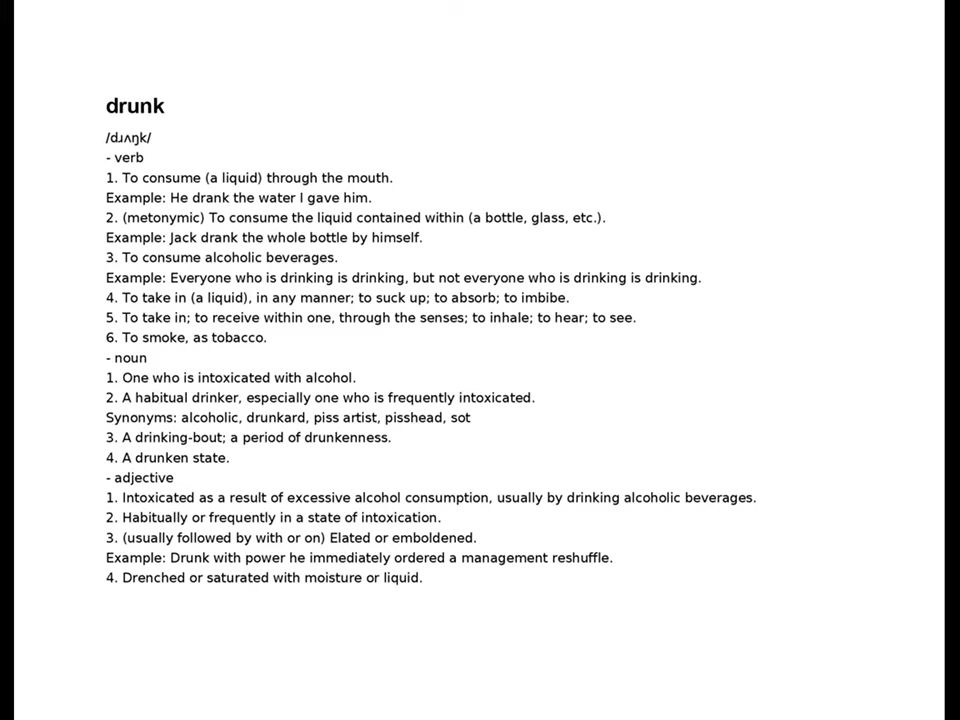 drunk
/dɹʌŋk/
- verb
1. To consume (a liquid) through the mouth.
Example: He drank the water I gave him.
2. (metonymic) To consume the liquid contained within (a bottle, glass, etc.).
Example: Jack drank the whole bottle by himself.
3. To consume alcoholic beverages.
Example: Everyone who is drinking is drinking, but not everyone who is drinking is drinking.
4. To take in (a liquid), in any manner; to suck up; to absorb; to imbibe.
5. To take in; to receive within one, through the senses; to inhale; to hear; to see.
6. To smoke, as tobacco.
- noun
1. One who is intoxicated with alcohol.
2. A habitual drinker, especially one who is frequently intoxicated.
Synonyms: alcoholic, drunkard, piss artist, pisshead, sot
3. A drinking-bout; a period of drunkenness.
4. A drunken state.
- adjective
1. Intoxicated as a result of excessive alcohol consumption, usually by drinking alcoholic beverages.
2. Habitually or frequently in a state of intoxication.
3. (usually followed by with or on) Elated or emboldened.
Example: Drunk with power he immediately ordered a management reshuffle.
4. Drenched or saturated with moisture or liquid.